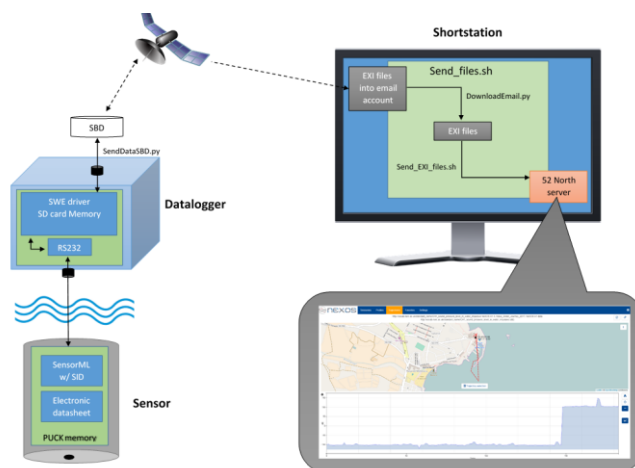 Shortstation
Send_files.sh
EXI files
into email
account
DownloadEmail.py
EXI files
Send_EXI_files.sh
52 North
server
SBD
SendDataSBD.py
SWE driver
SD card Memory
RS232
Datalogger
SensorML
w/ SID
Electronic
datasheet
PUCK memory
Sensor
NEXOS